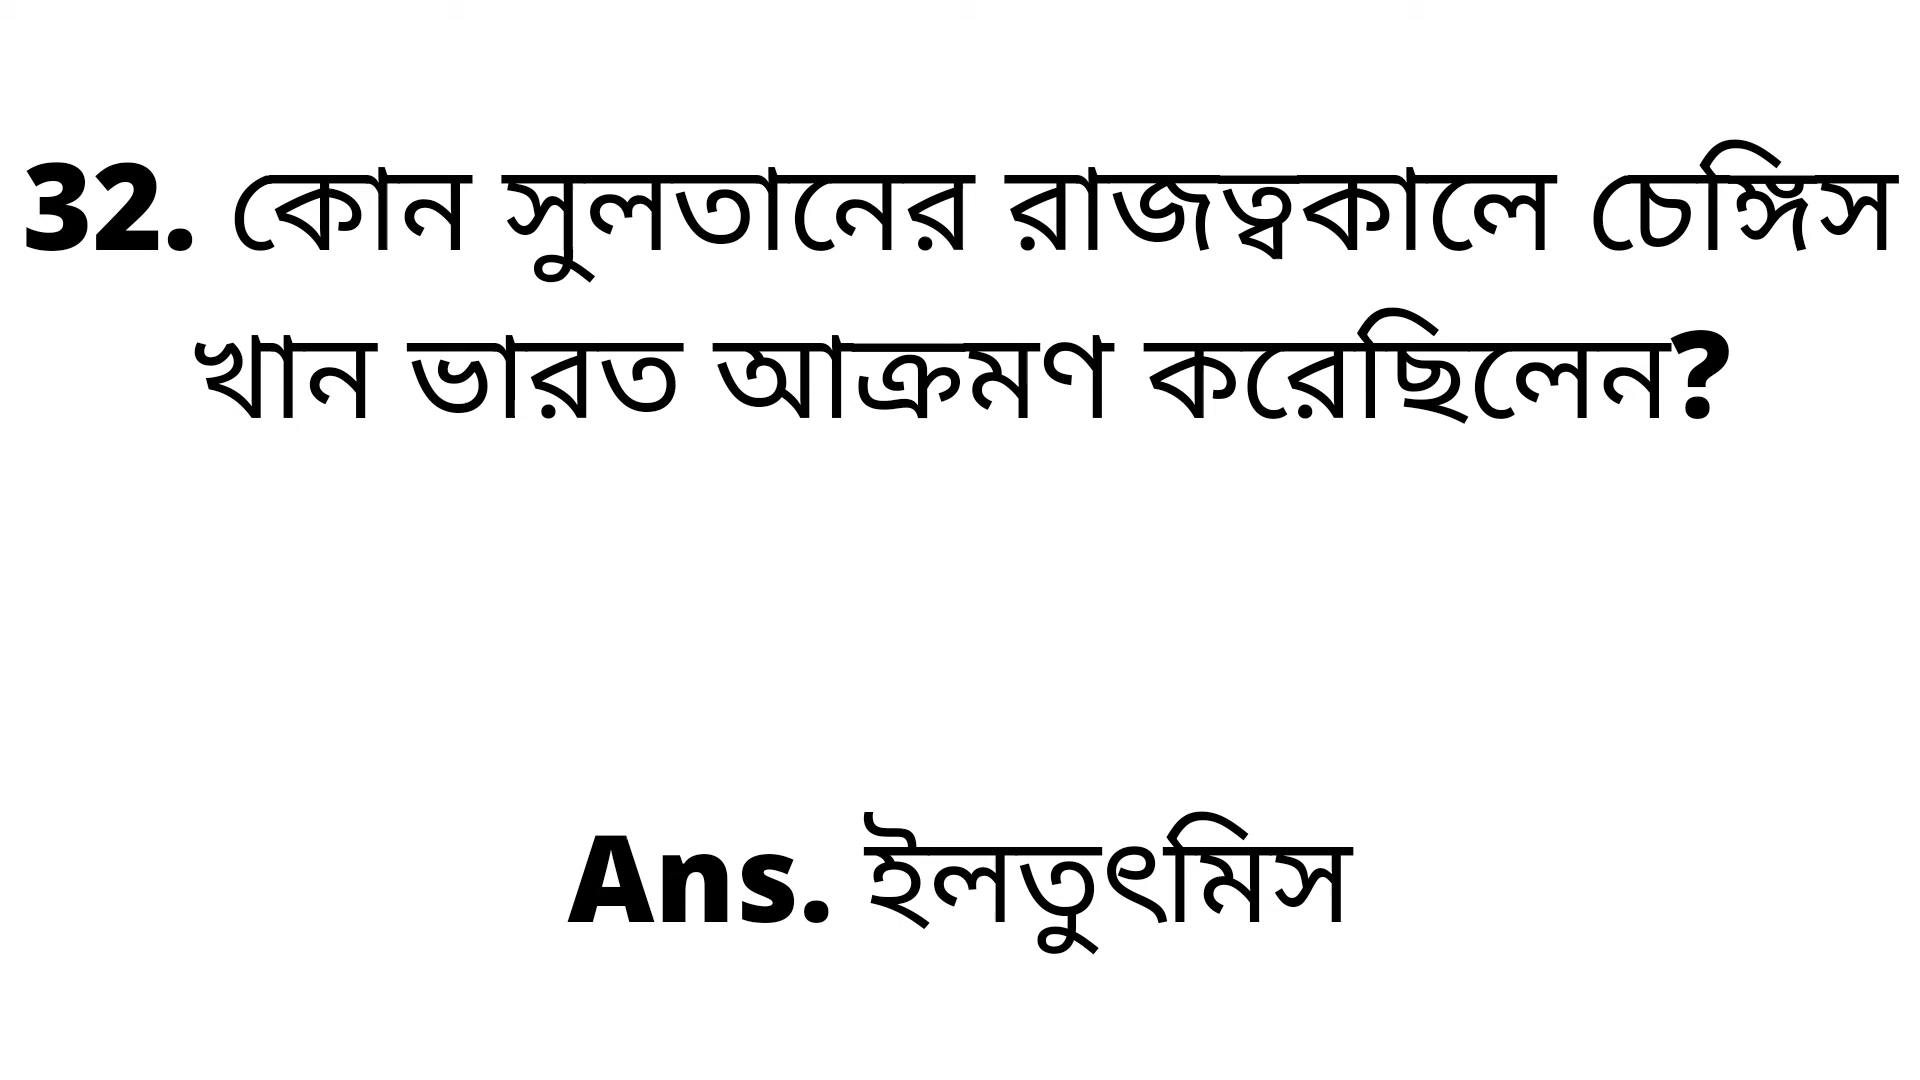 32. কোন সুলতানের রাজত্বকালে চেঙ্গিস
খান ভারত আক্রমণ করেছিলেন?
Ans. ইলতুৎমিস